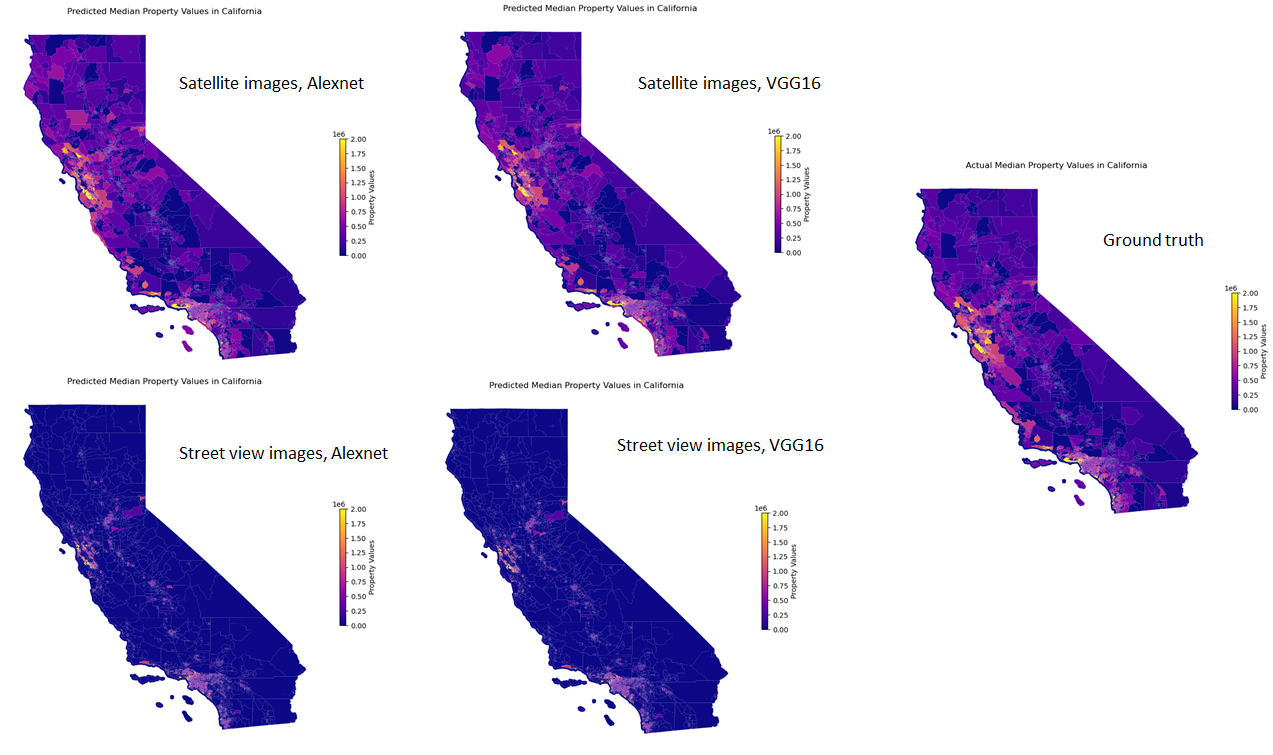 Predicted Median Property Values in California
Satellite images, Alexnet
1e6
2.00
1.75
1.50
1.25
1.00
0.75
0.50
0.25
0.00
Property Values
Predicted Median Property Values in California
Satellite images, VGG16
1e6
2.00
1.75
1.50
1.25
1.00
0.75
0.50
0.25
0.00
Property Values
Actual Median Property Values in California
Ground truth
1e6
2.00
1.75
1.50
1.25
1.00
0.75
0.50
0.25
0.00
Property Values
Predicted Median Property Values in California
Street view images, Alexnet
1e6
2.00
1.75
1.50
1.25
1.00
0.75
0.50
0.25
0.00
Property Values
Predicted Median Property Values in California
Street view images, VGG16
1e6
2.00
1.75
1.50
1.25
1.00
0.75
0.50
0.25
0.00
Property Values